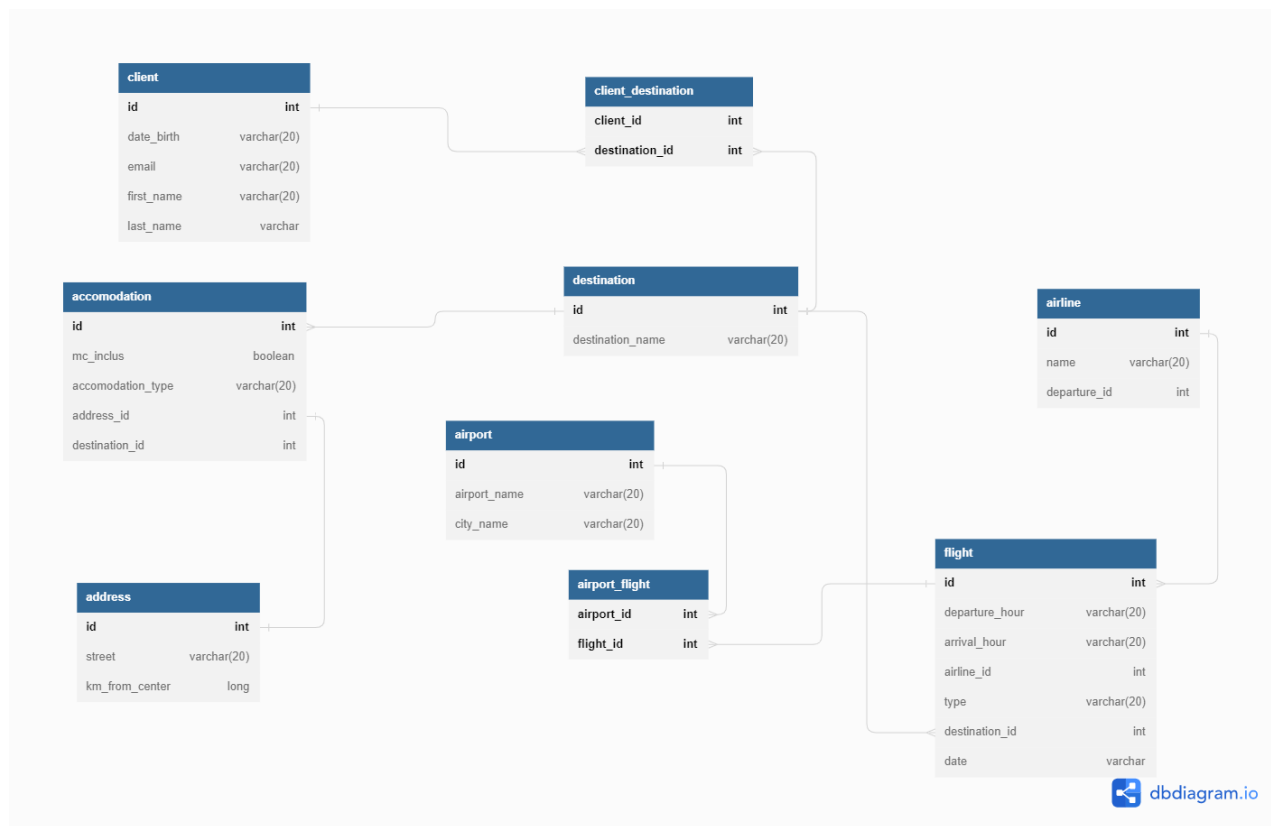 client
id int
date_birth varchar(20)
email varchar(20)
first_name varchar(20)
last_name varchar
client_destination
client_id int
destination_id int
accomodation
id int
mc_inclus boolean
accomodation_type varchar(20)
address_id int
destination_id int
destination
id int
destination_name varchar(20)
airline
id int
name varchar(20)
departure_id int
airport
id int
airport_name varchar(20)
city_name varchar(20)
airport_flight
airport_id int
flight_id int
address
id int
street varchar(20)
km_from_center long
flight
id int
departure_hour varchar(20)
arrival_hour varchar(20)
airline_id int
type varchar(20)
destination_id int
date varchar
dbdiagram.io